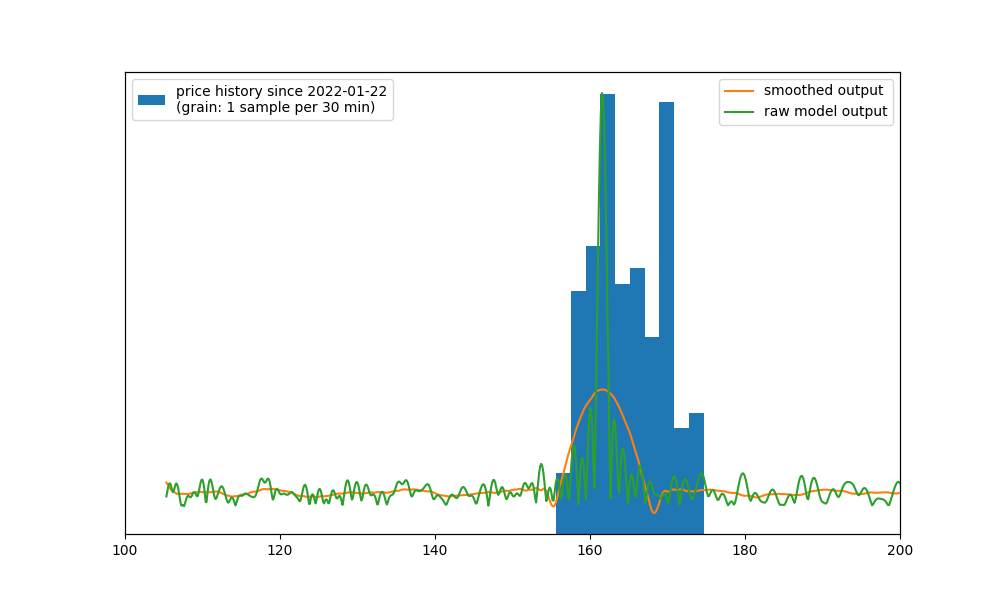 price history since 2022-01-22
(grain: 1 sample per 30 min)
smoothed output
raw model output
100
120
140
160
180
200